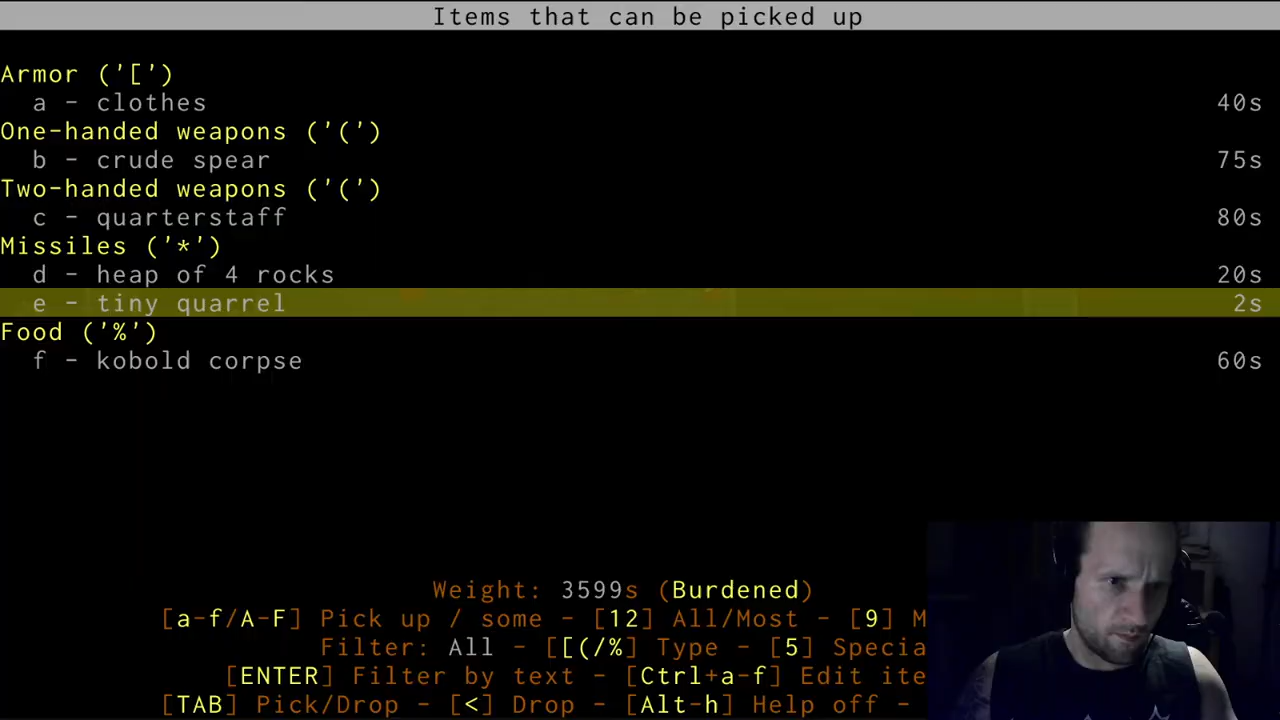 Items that can be picked up
Armor ('[')
a - clothes 40s
One-handed weapons ('(')
b - crude spear 75s
Two-handed weapons ('(')
c - quarterstaff 80s
Missiles ('*')
d - heap of 4 rocks 20s
e - tiny quarrel 2s
Food ('%')
f - kobold corpse 60s
Weight: 3599s (Burdened)
[a-f/A-F] Pick up / some - [12] All/Most - [9] M
Filter: All - [[(/%] Type - [5] Specia
[ENTER] Filter by text - [Ctrl+a-f] Edit ite
[TAB] Pick/Drop - [<] Drop - [Alt-h] Help off -